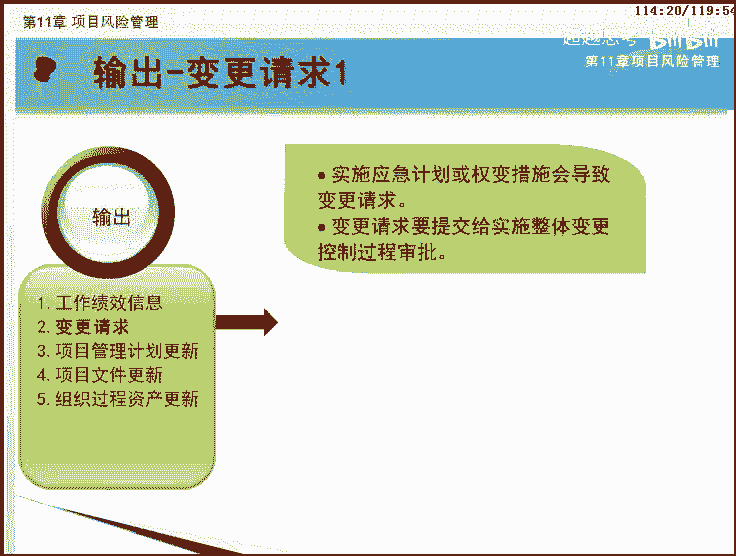 第11章 项目风险管理
114:20/119:54
输出-变更请求1
第11章项目风险管理
• 实施应急计划或权变措施会导致
变更请求。
• 变更请求要提交给实施整体变更
控制过程审批。
输出
1. 工作绩效信息
2. 变更请求
3. 项目管理计划更新
4. 项目文件更新
5. 组织过程资产更新